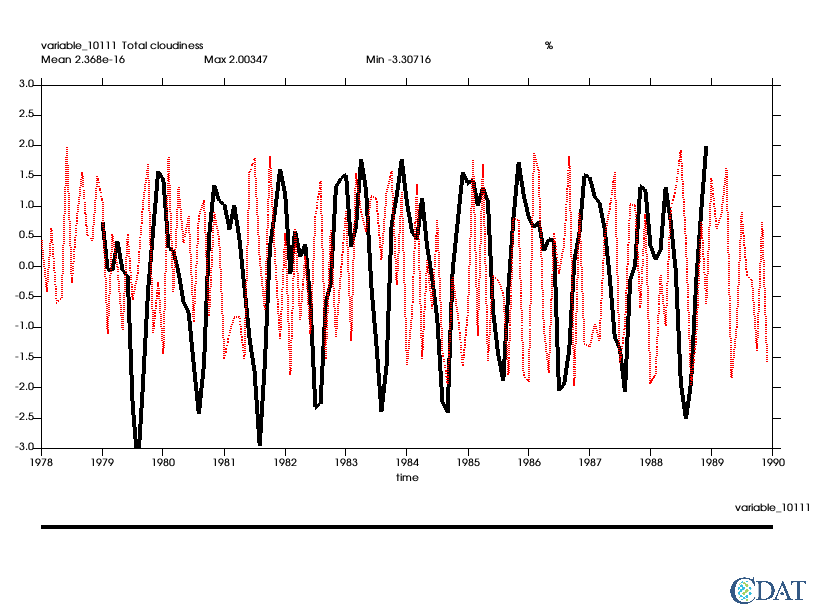 variable_10111 Total cloudiness %
Mean 2.368e-16 Max 2.00347 Min -3.30716
3.0
2.5
2.0
1.5
1.0
0.5
0.0
-0.5
-1.0
-1.5
-2.0
-2.5
-3.0
1978 1979 1980 1981 1982 1983 1984 1985 1986 1987 1988 1989 1990
time
variable_10111
CDAT